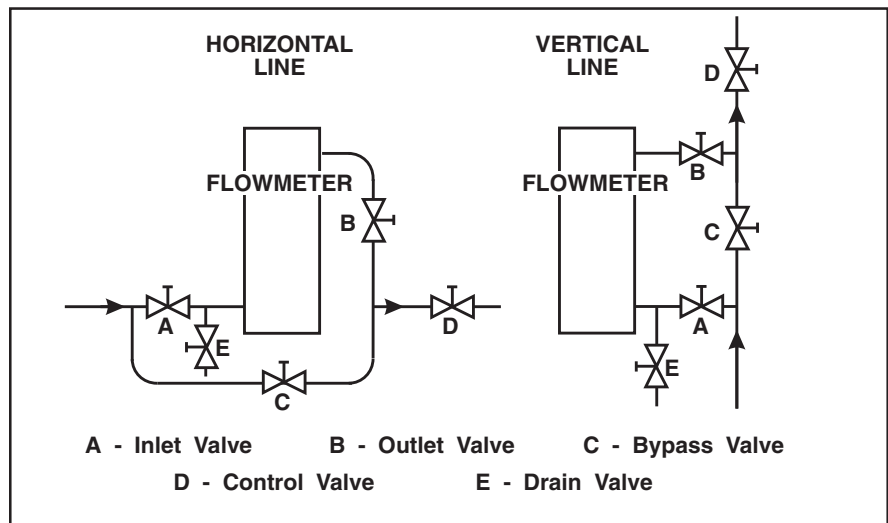 HORIZONTAL
LINE
FLOWMETER
B
A
E
D
C
VERTICAL
LINE
D
FLOWMETER
B
C
A
E
A - Inlet Valve B - Outlet Valve C - Bypass Valve
D - Control Valve E - Drain Valve